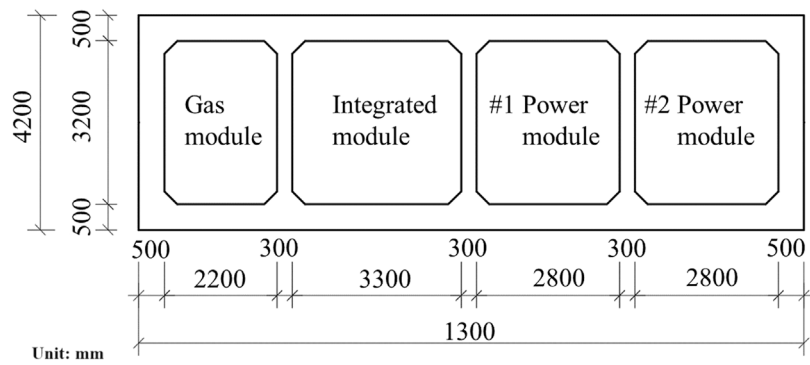 500
4200
3200
500
Gas
module
Integrated
module
#1 Power
module
#2 Power
module
500 300 300 300 500
2200 3300 2800 2800
1300
Unit: mm